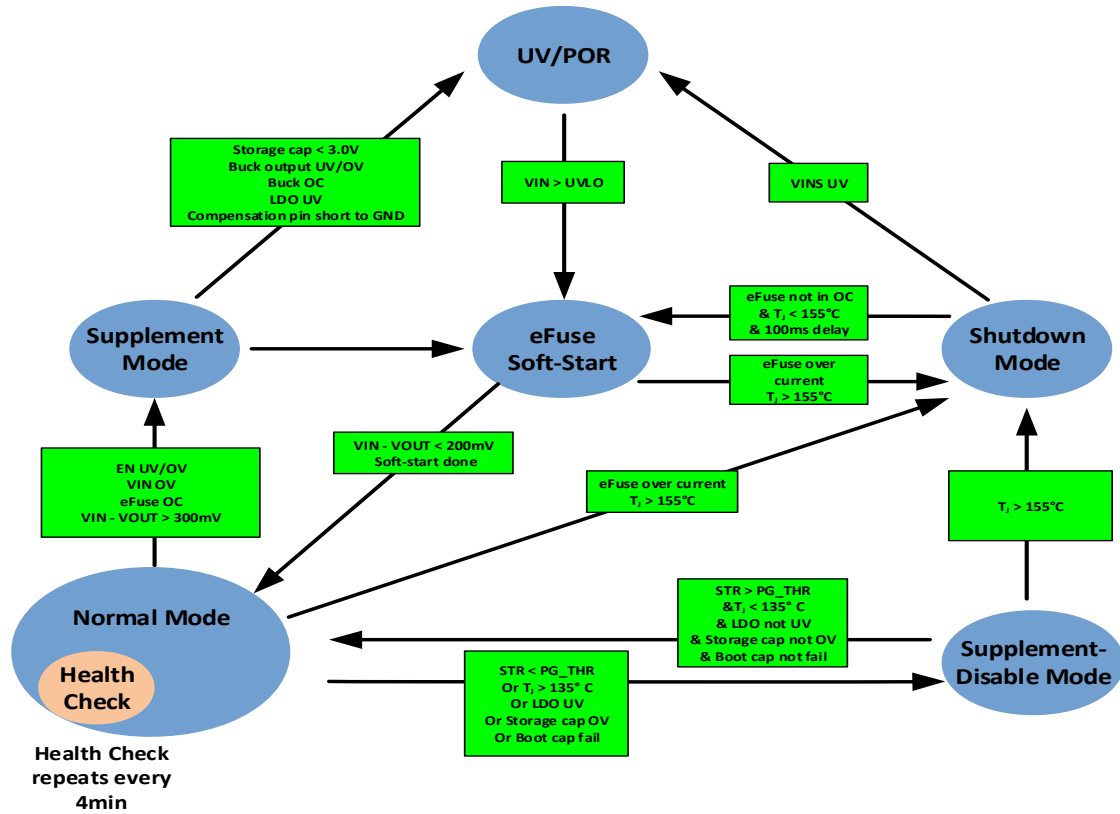 UV/POR
Storage cap < 3.0V
Buck output UV/OV
Buck OC
LDO UV
Compensation pin short to GND
VIN > UVLO
VINS UV
Supplement
Mode
eFuse
Soft-Start
eFuse not in OC
& TJ < 155°C
& 100ms delay
Shutdown
Mode
eFuse over
current
TJ > 155°C
EN UV/OV
VIN OV
eFuse OC
VIN - VOUT > 300mV
VIN - VOUT < 200mV
Soft-start done
eFuse over current
TJ > 155°C
TJ > 155°C
Normal Mode
Health
Check
STR > PG_THR
&TJ < 135° C
& LDO not UV
& Storage cap not OV
& Boot cap not fail
STR < PG_THR
Or TJ > 135° C
Or LDO UV
Or Storage cap OV
Or Boot cap fail
Supplement-
Disable Mode
Health Check
repeats every
4min